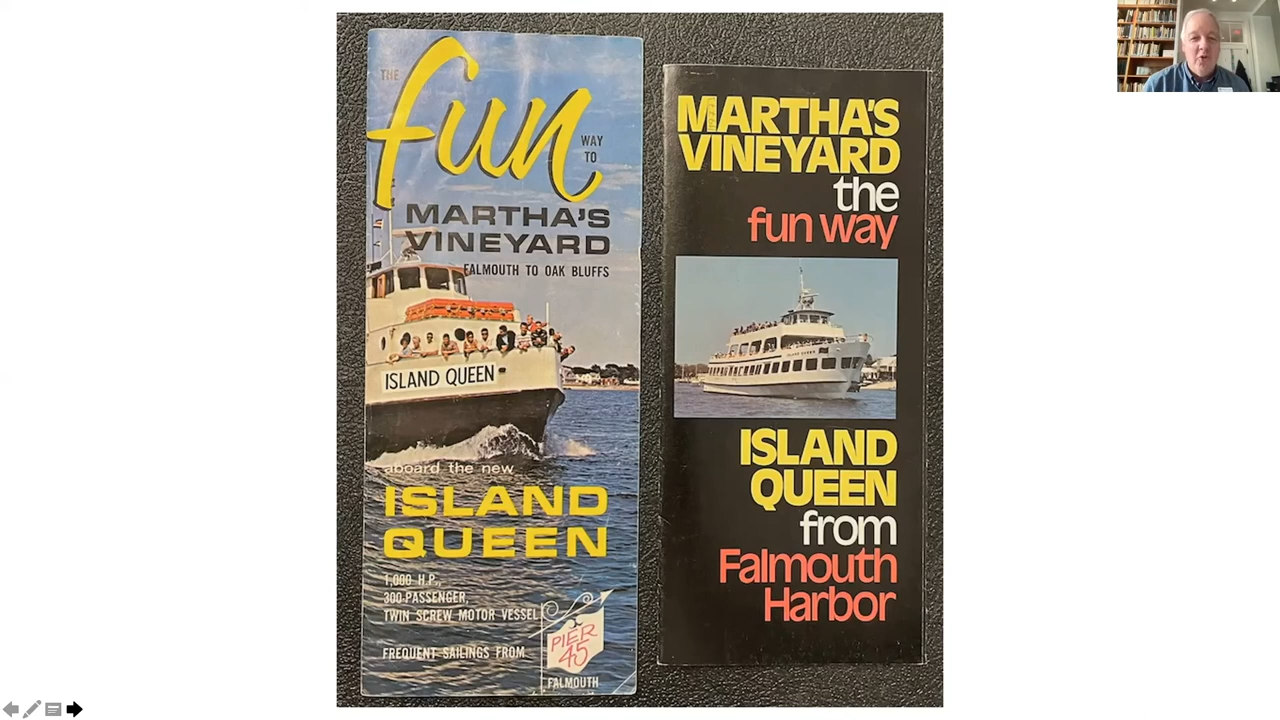 THE
fun
WAY
TO
MARTHA'S
VINEYARD
FALMOUTH TO OAK BLUFFS
ISLAND QUEEN
aboard the new
ISLAND
QUEEN
1,000 H.P.,
300 PASSENGER,
TWIN SCREW MOTOR VESSEL
FREQUENT SAILINGS FROM
PIER
45
FALMOUTH
MARTHA'S
VINEYARD
the
fun way
ISLAND QUEEN
ISLAND
QUEEN
from
Falmouth
Harbor